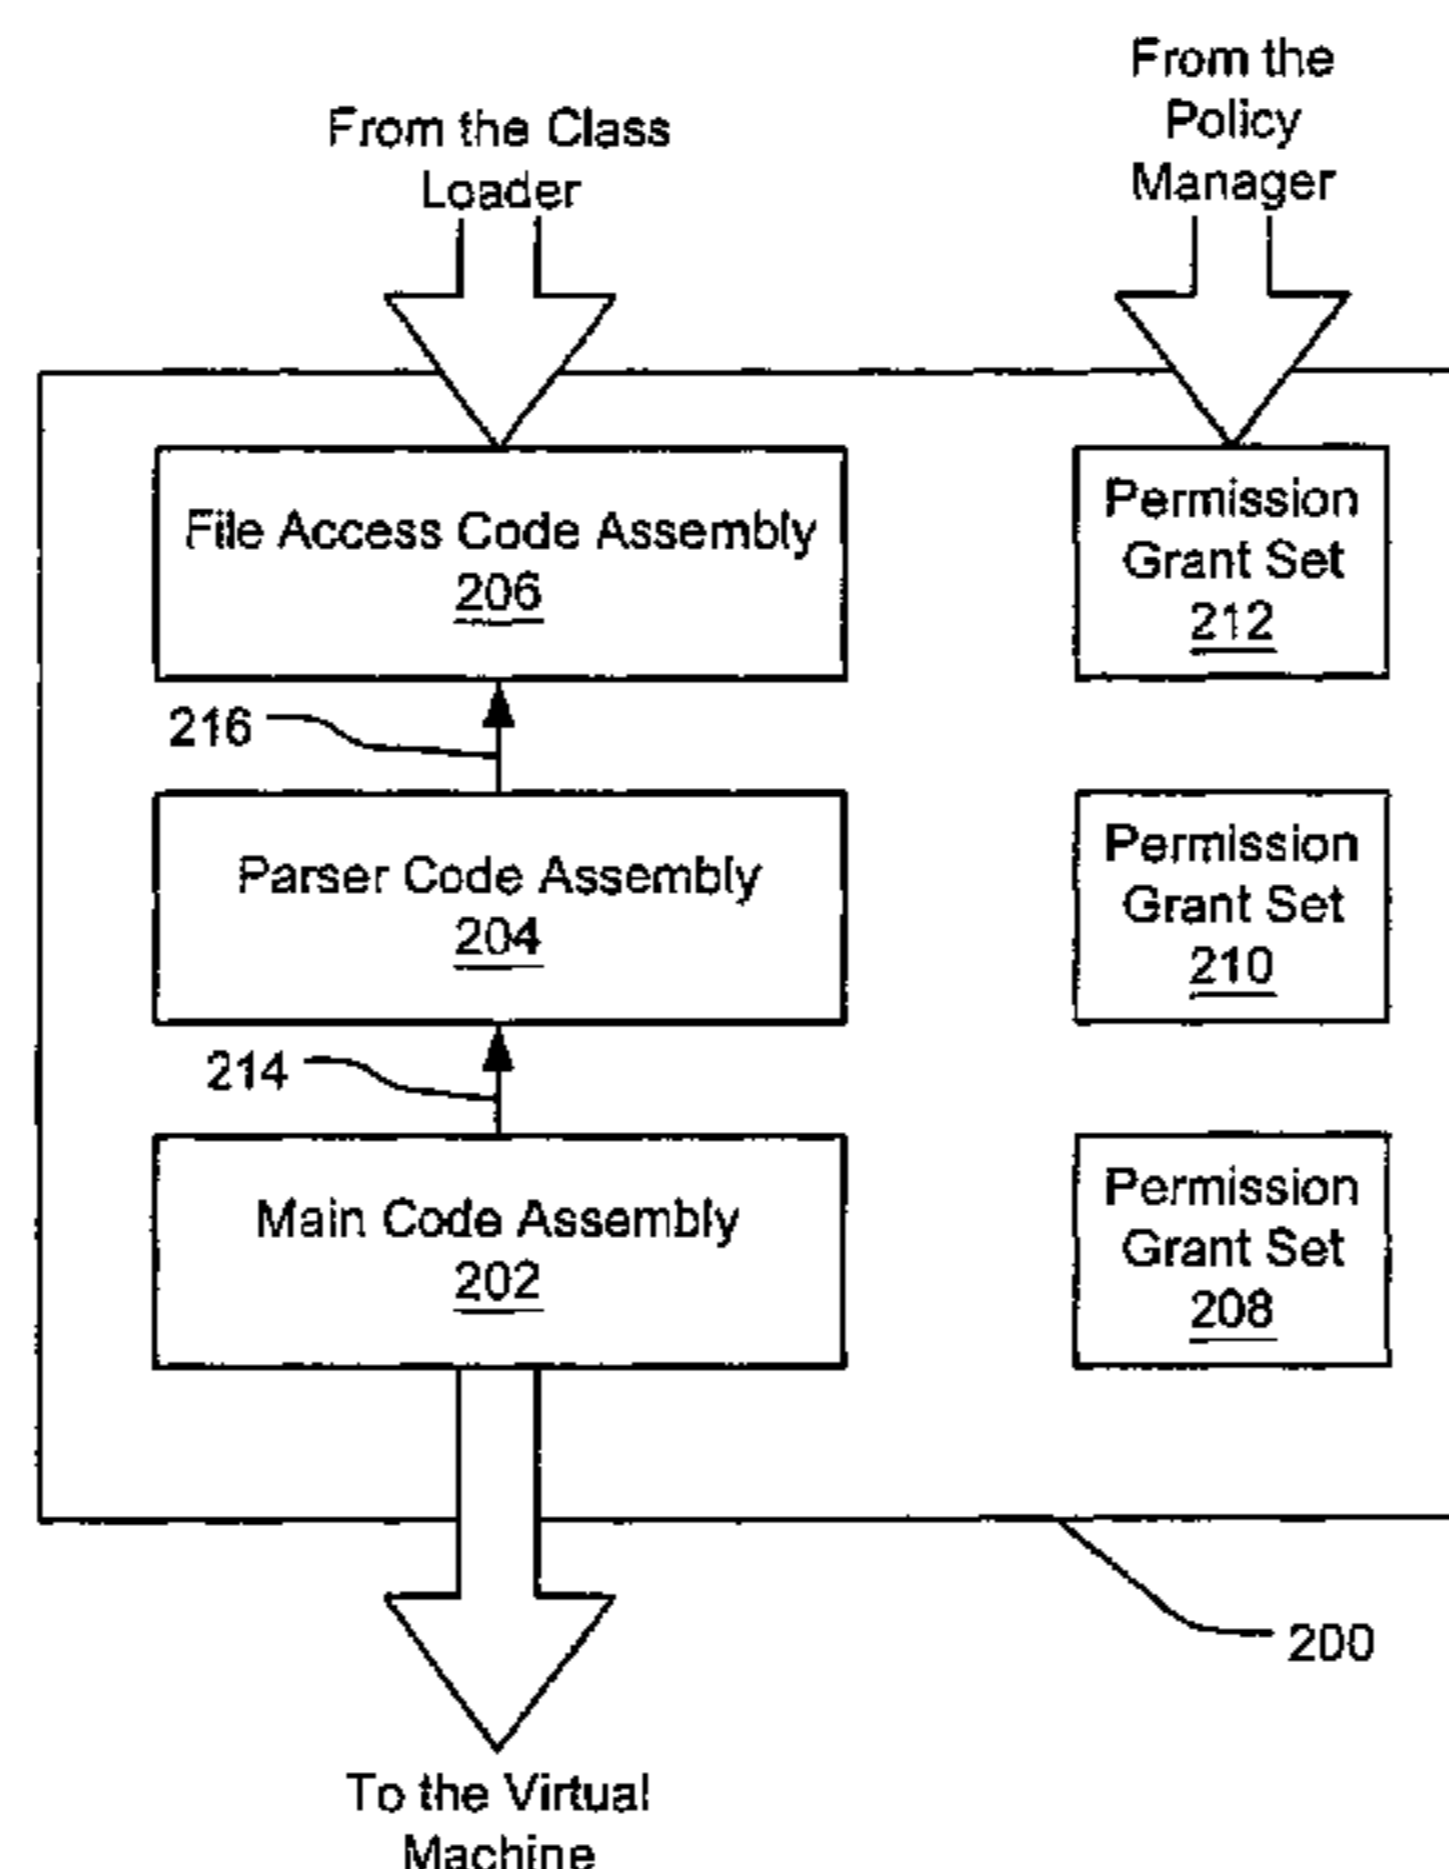 From the Class
Loader
From the
Policy
Manager
File Access Code Assembly
206
Permission
Grant Set
212
216
Parser Code Assembly
204
Permission
Grant Set
210
214
Main Code Assembly
202
Permission
Grant Set
208
200
To the Virtual
Machine